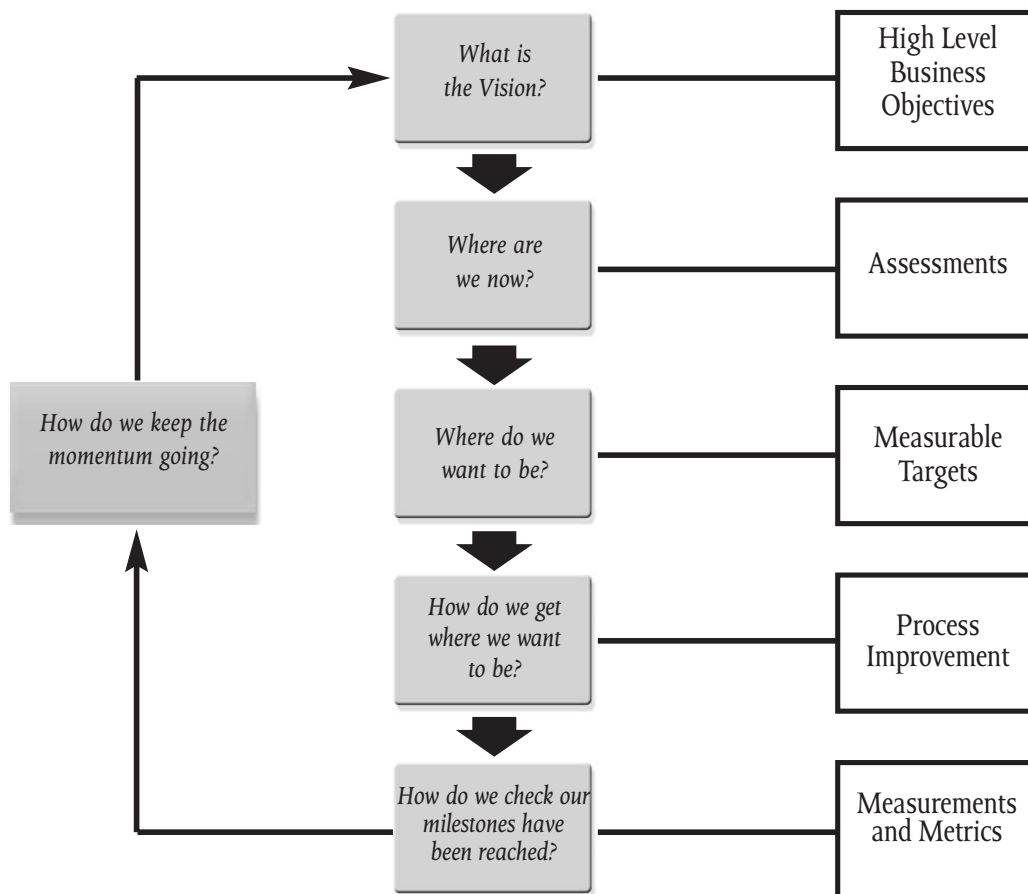 What is
the Vision?
High Level
Business
Objectives
Where are
we now?
Assessments
How do we keep the
momentum going?
Where do we
want to be?
Measurable
Targets
How do we get
where we want
to be?
Process
Improvement
How do we check our
milestones have
been reached?
Measurements
and Metrics